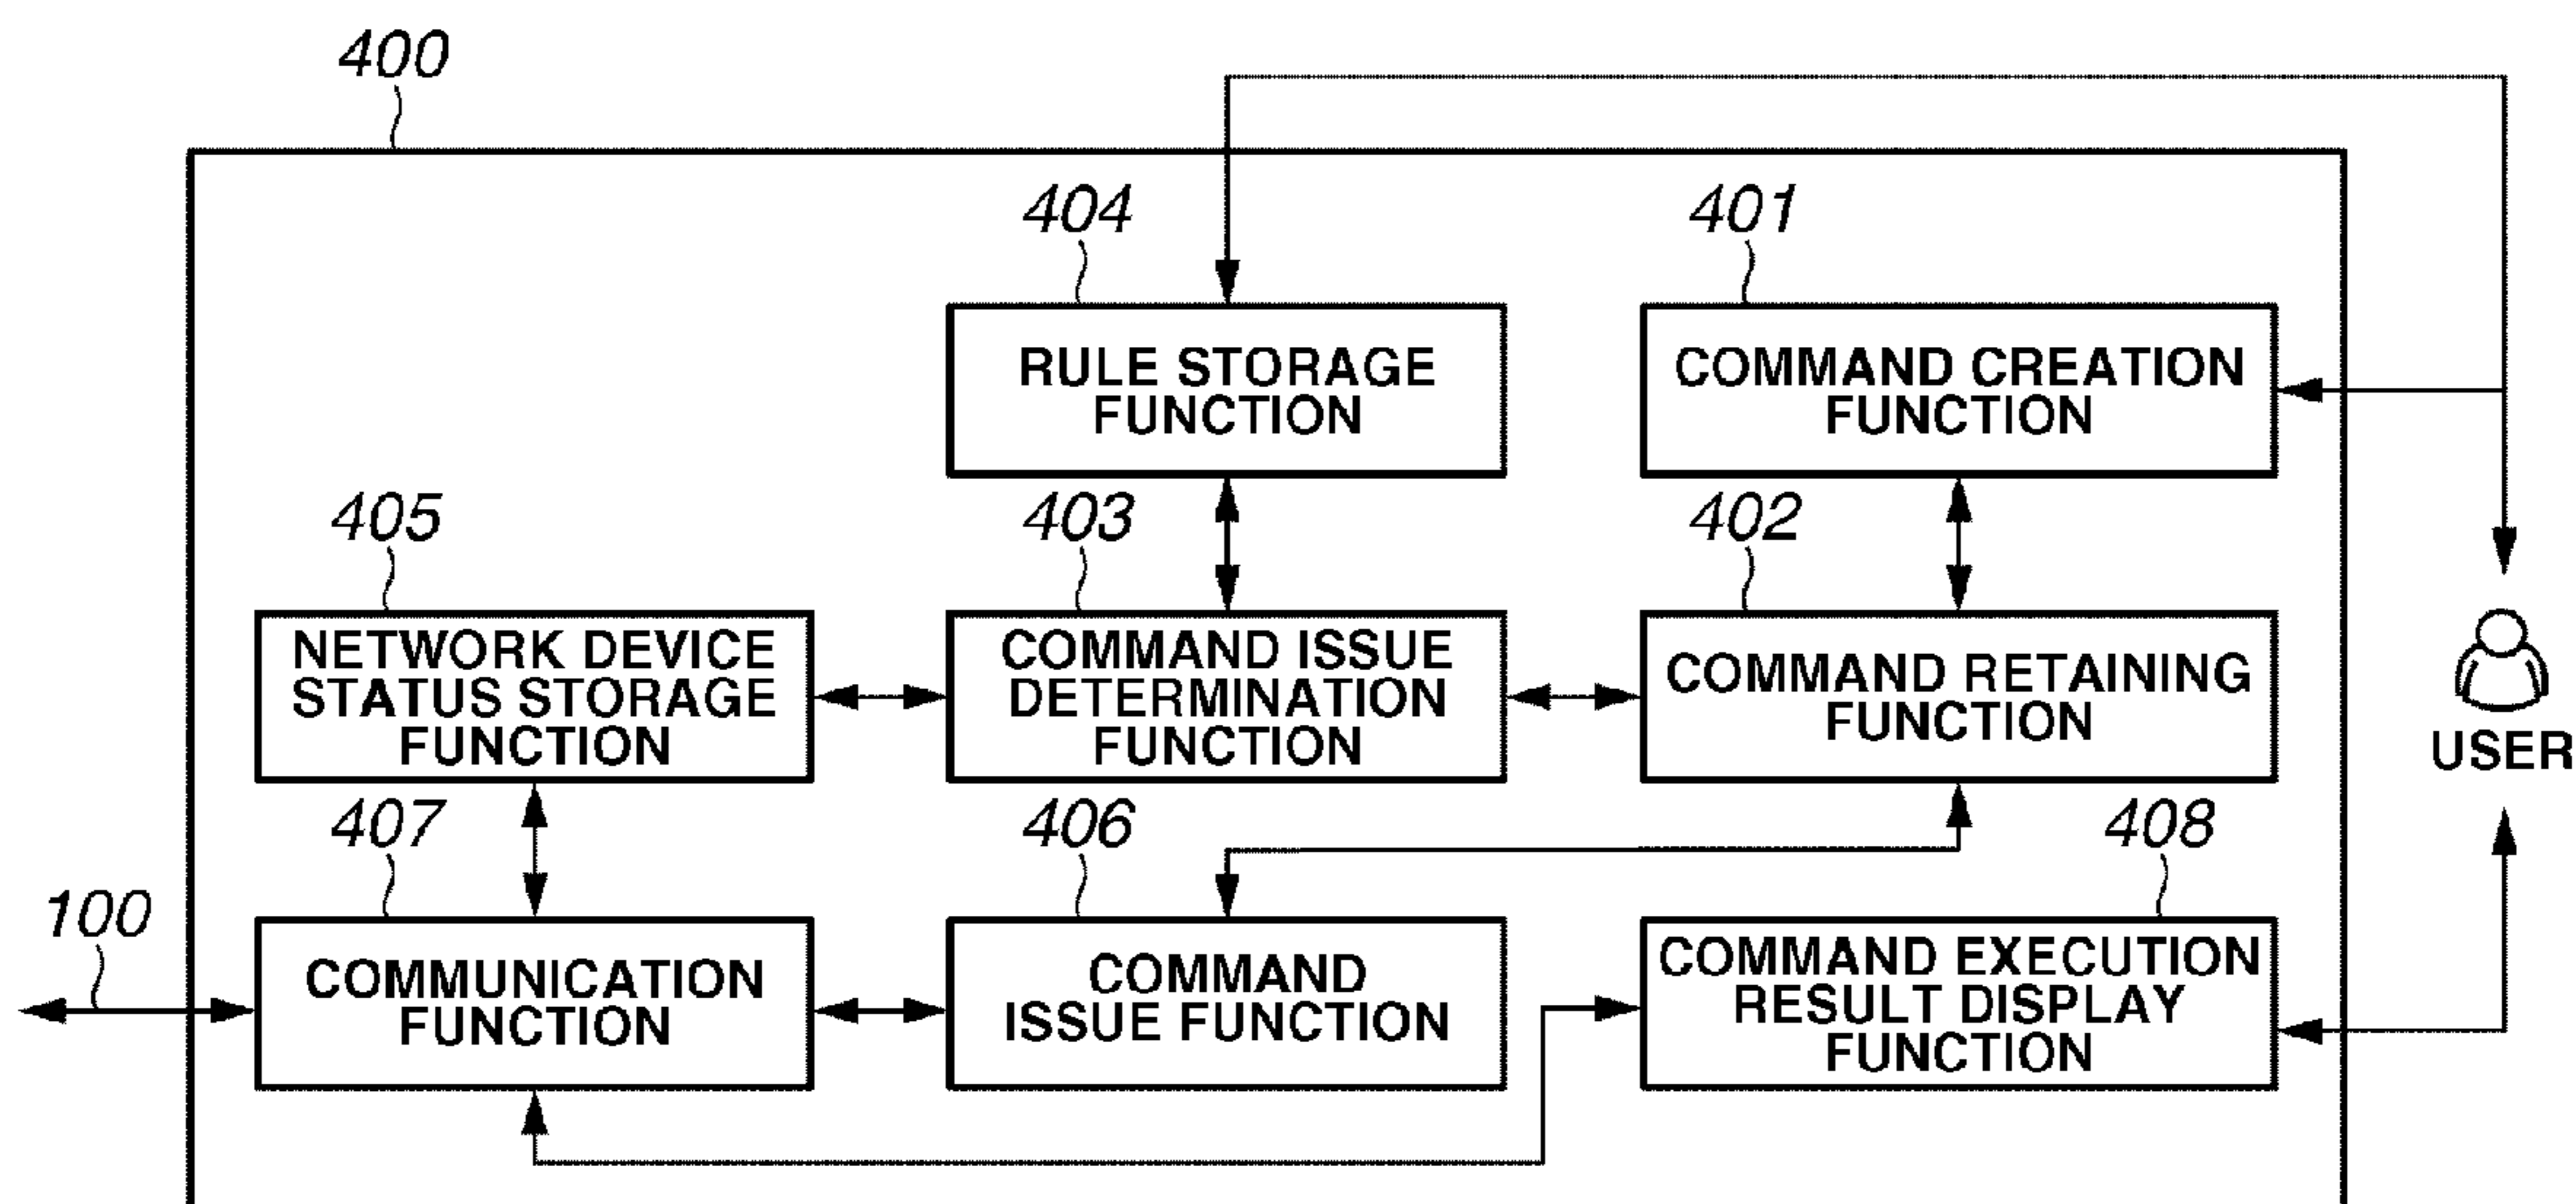 400
404
401
RULE STORAGE
FUNCTION
COMMAND CREATION
FUNCTION
405
403
402
NETWORK DEVICE
STATUS STORAGE
FUNCTION
COMMAND ISSUE
DETERMINATION
FUNCTION
COMMAND RETAINING
FUNCTION
USER
407
406
408
100
COMMUNICATION
FUNCTION
COMMAND
ISSUE FUNCTION
COMMAND EXECUTION
RESULT DISPLAY
FUNCTION